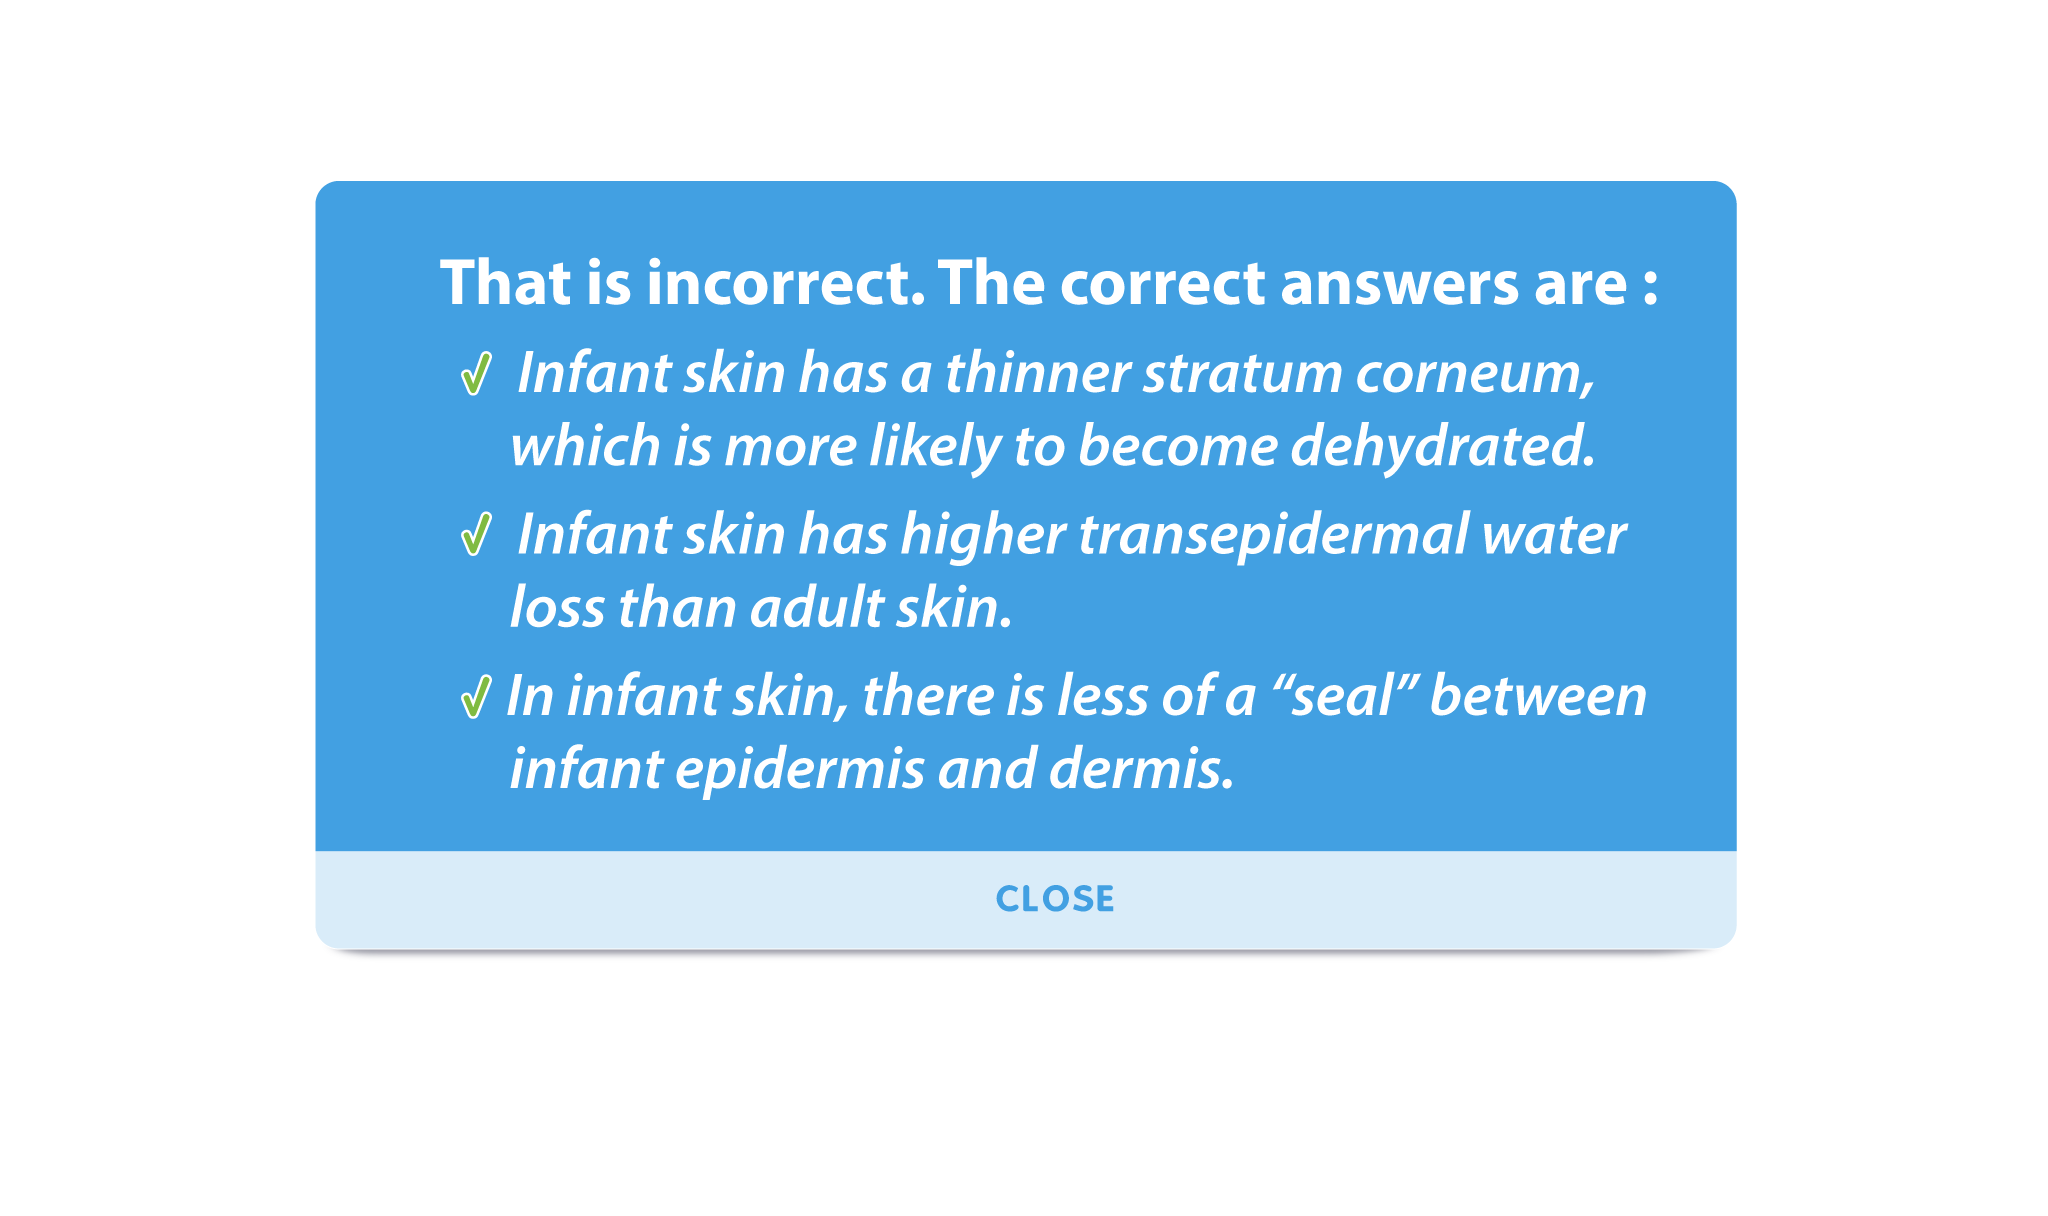 That is incorrect. The correct answers are :
Infant skin has a thinner stratum corneum,
which is more likely to become dehydrated.
Infant skin has higher transepidermal water
loss than adult skin.
In infant skin, there is less of a “seal” between
infant epidermis and dermis.
CLOSE